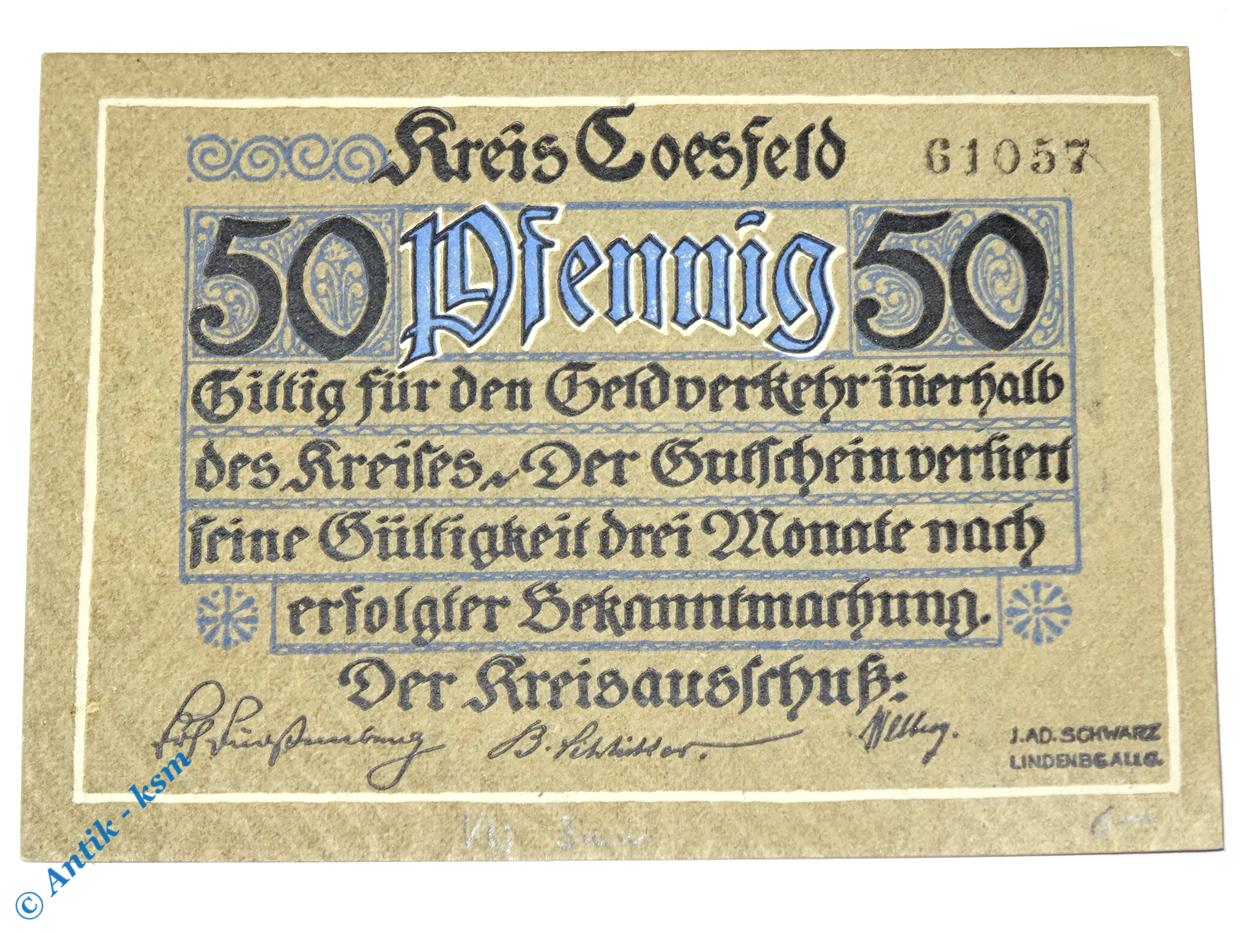 Kreis Coesfeld 61057
50 Pfennig 50
Giltig für den Geldverkehr iñerhalb
des Kreises. Der Gutschein verliert
seine Gültigkeit drei Monate nach
erfolgter Bekanntmachung.
Der Kreisausschuß:
B. Schlüter.
J.AD.SCHWARZ
LINDENBG.ALLG.
© Antik - ksm